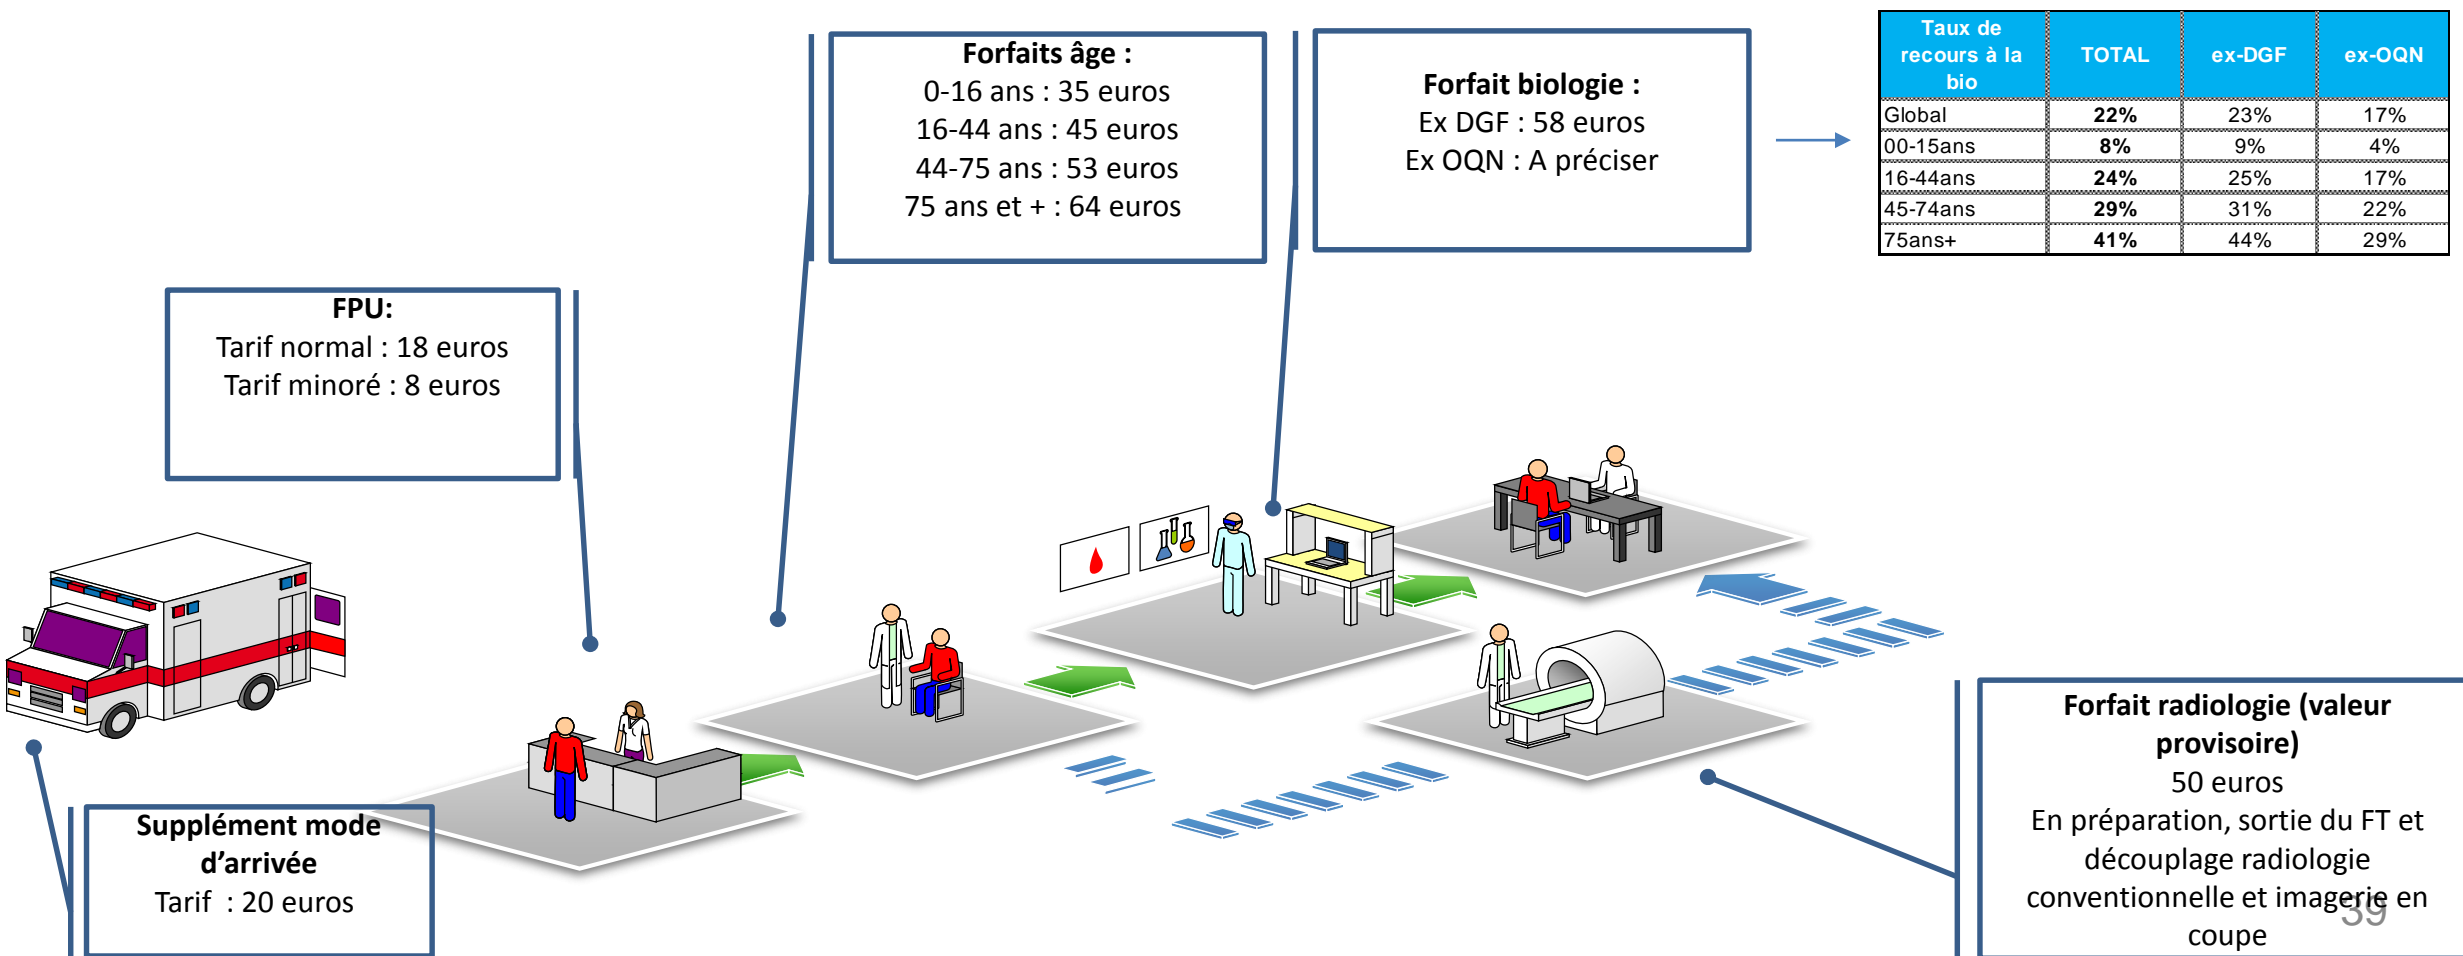 Forfaits âge :
0-16 ans : 35 euros
16-44 ans : 45 euros
44-75 ans : 53 euros
75 ans et + : 64 euros
Forfait biologie :
Ex DGF : 58 euros
Ex OQN : A préciser
Taux de
recours à la
bio
TOTAL ex-DGF ex-OQN
Global 22% 23% 17%
00-15ans 8% 9% 4%
16-44ans 24% 25% 17%
45-74ans 29% 31% 22%
75ans+ 41% 44% 29%
FPU:
Tarif normal : 18 euros
Tarif minoré : 8 euros
Supplément mode
d’arrivée
Tarif : 20 euros
Forfait radiologie (valeur
provisoire)
50 euros
En préparation, sortie du FT et
découplage radiologie
conventionnelle et imagerie en
coupe
39